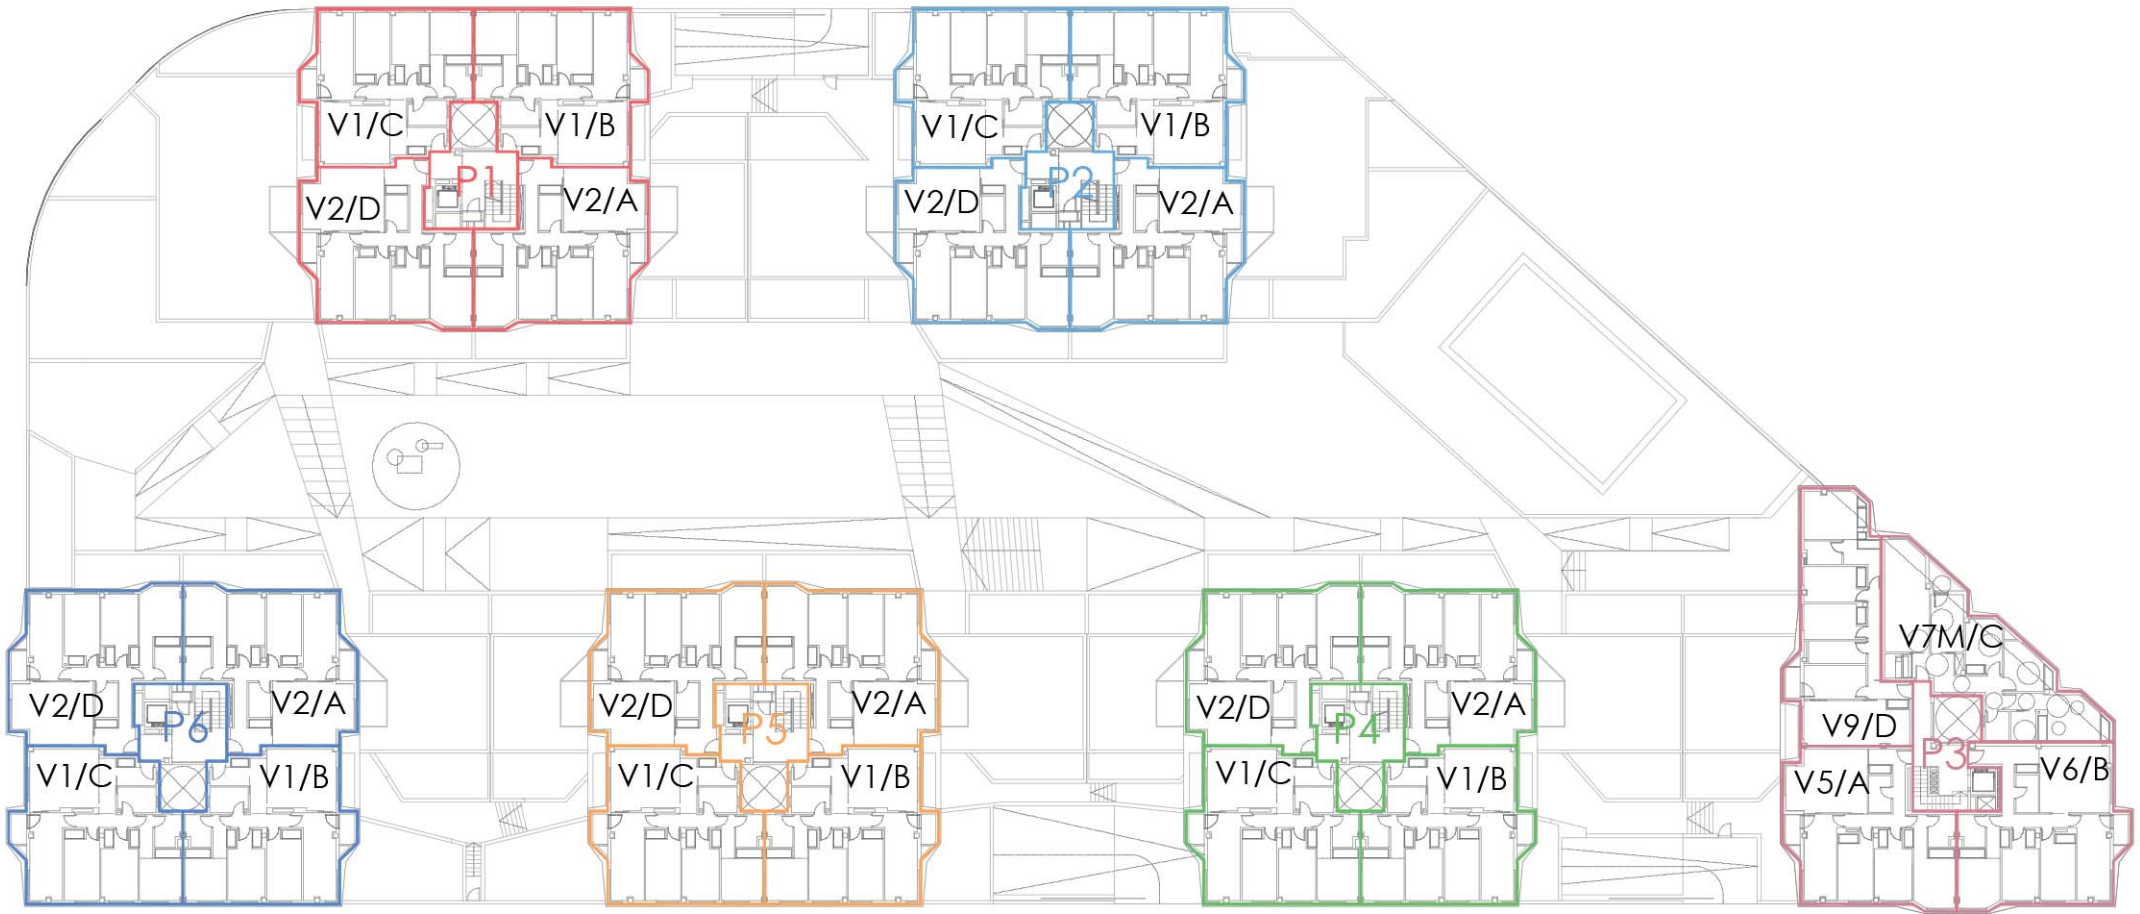 V1/C
V1/B
P1
V2/D
V2/A
V1/C
V1/B
P2
V2/D
V2/A
V2/D
V2/A
P6
V1/C
V1/B
V2/D
V2/A
P5
V1/C
V1/B
V2/D
V2/A
P4
V1/C
V1/B
V7M/C
V9/D
P3
V5/A
V6/B